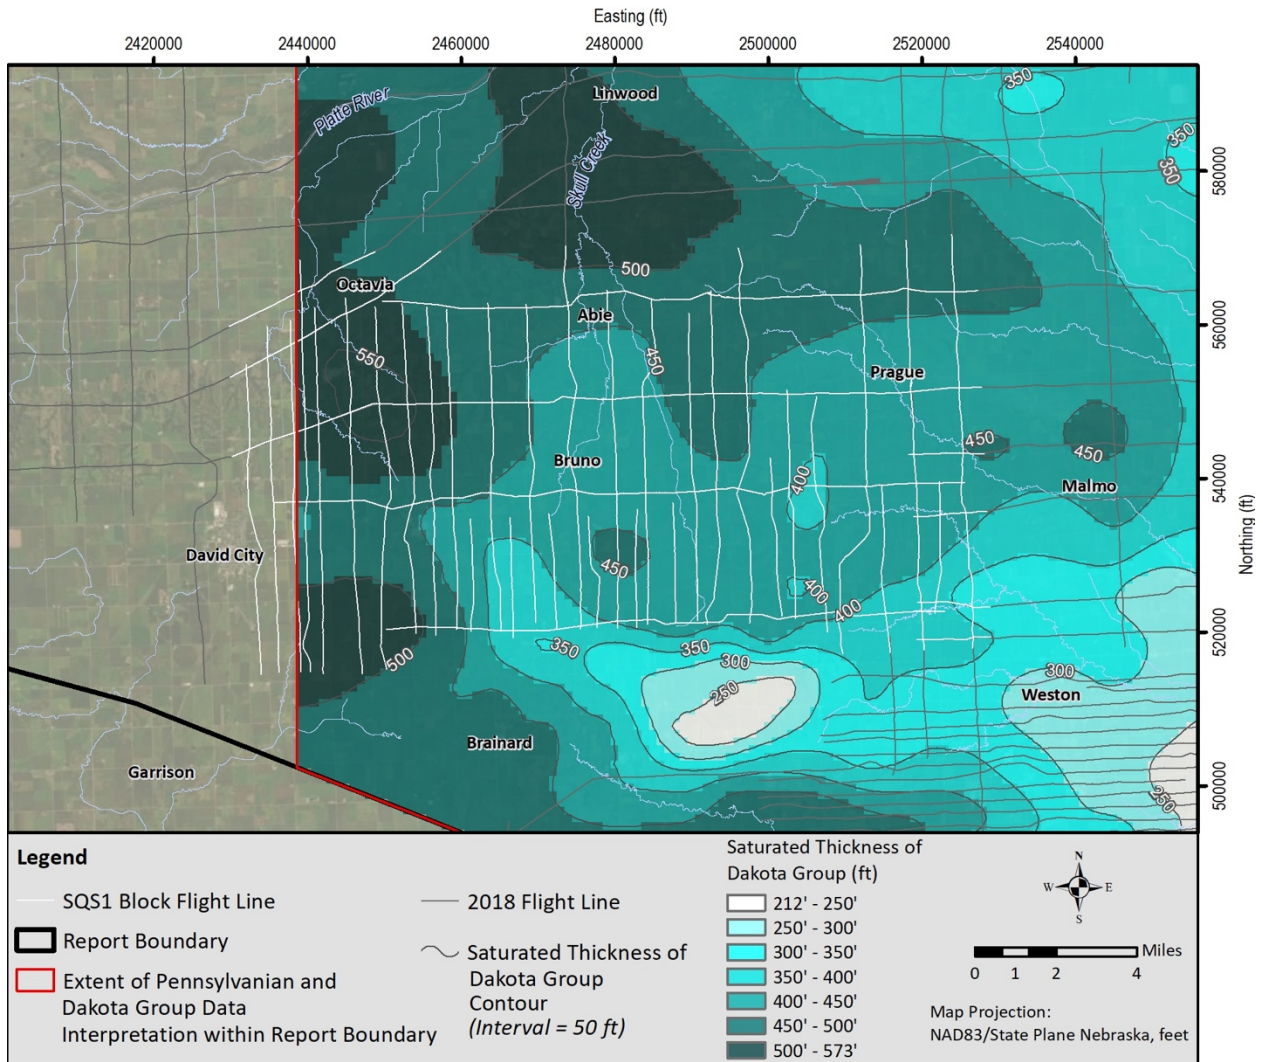 Easting (ft)
2420000 2440000 2460000 2480000 2500000 2520000 2540000
Linwood
350
Platte River
350
Skull Creek
350
580000
500
Octavia
Abie
560000
550
450
Prague
450
450
Bruno
400
Malmo
540000
Northing (ft)
David City
450
400
400
520000
350
350
300
500
300
250
Weston
Brainard
Garrison
250
500000
Legend
SQS1 Block Flight Line
Report Boundary
Extent of Pennsylvanian and
Dakota Group Data
Interpretation within Report Boundary
2018 Flight Line
Saturated Thickness of
Dakota Group
Contour
(Interval = 50 ft)
Saturated Thickness of
Dakota Group (ft)
212' - 250'
250' - 300'
300' - 350'
350' - 400'
400' - 450'
450' - 500'
500' - 573'
N
W E
S
Miles
0 1 2 4
Map Projection:
NAD83/State Plane Nebraska, feet